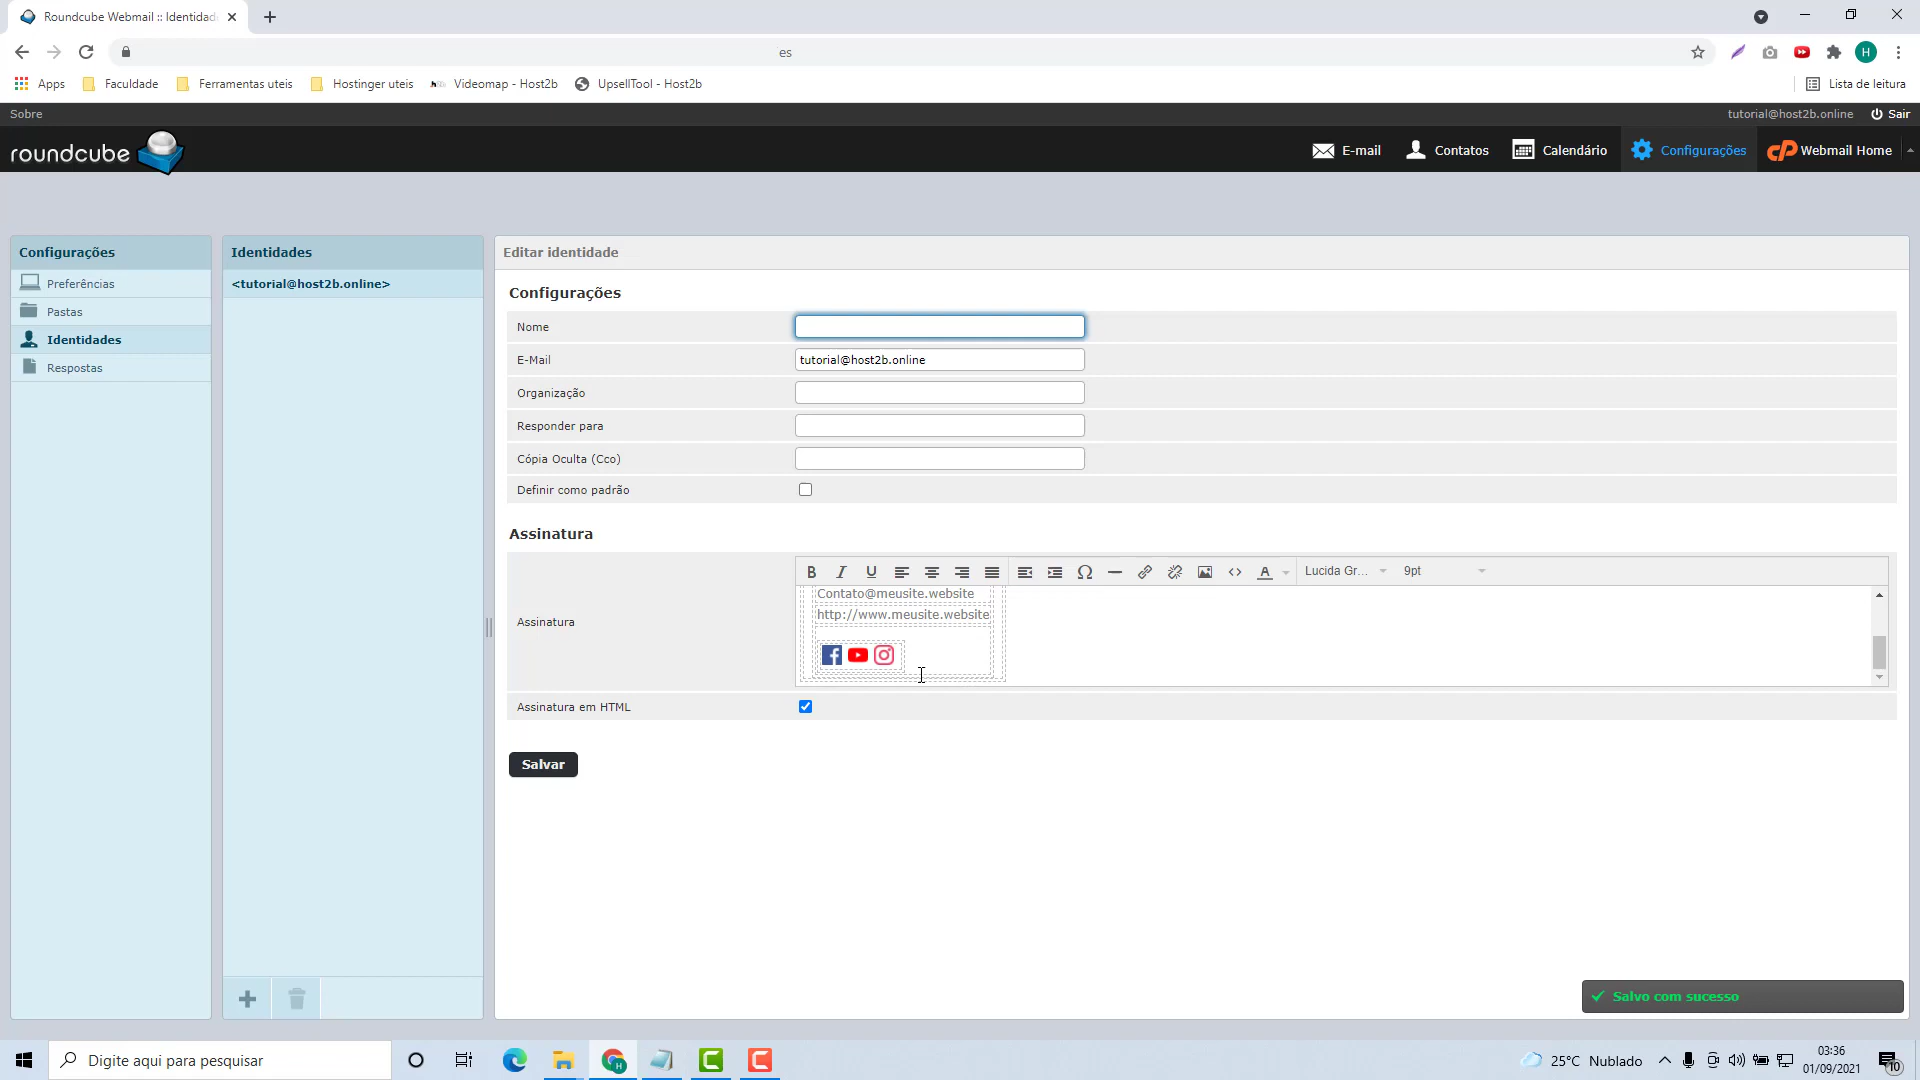 Roundcube Webmail :: Identidad
es
Apps
Faculdade
Ferramentas uteis
Hostinger uteis
Videomap - Host2b
UpsellTool - Host2b
Lista de leitura
Sobre
tutorial@host2b.online
Sair
roundcube
E-mail
Contatos
Calendário
Configurações
cP Webmail Home
Configurações
Preferências
Pastas
Identidades
Respostas
Identidades
<tutorial@host2b.online>
Editar identidade
Configurações
Nome
E-Mail
tutorial@host2b.online
Organização
Responder para
Cópia Oculta (Cco)
Definir como padrão
Assinatura
B I U Ω <> A Lucida Gr... 9pt
Assinatura
Contato@meusite.website
http://www.meusite.website
Assinatura em HTML
Salvar
Salvo com sucesso
Digite aqui para pesquisar
25°C Nublado
03:36
01/09/2021
10